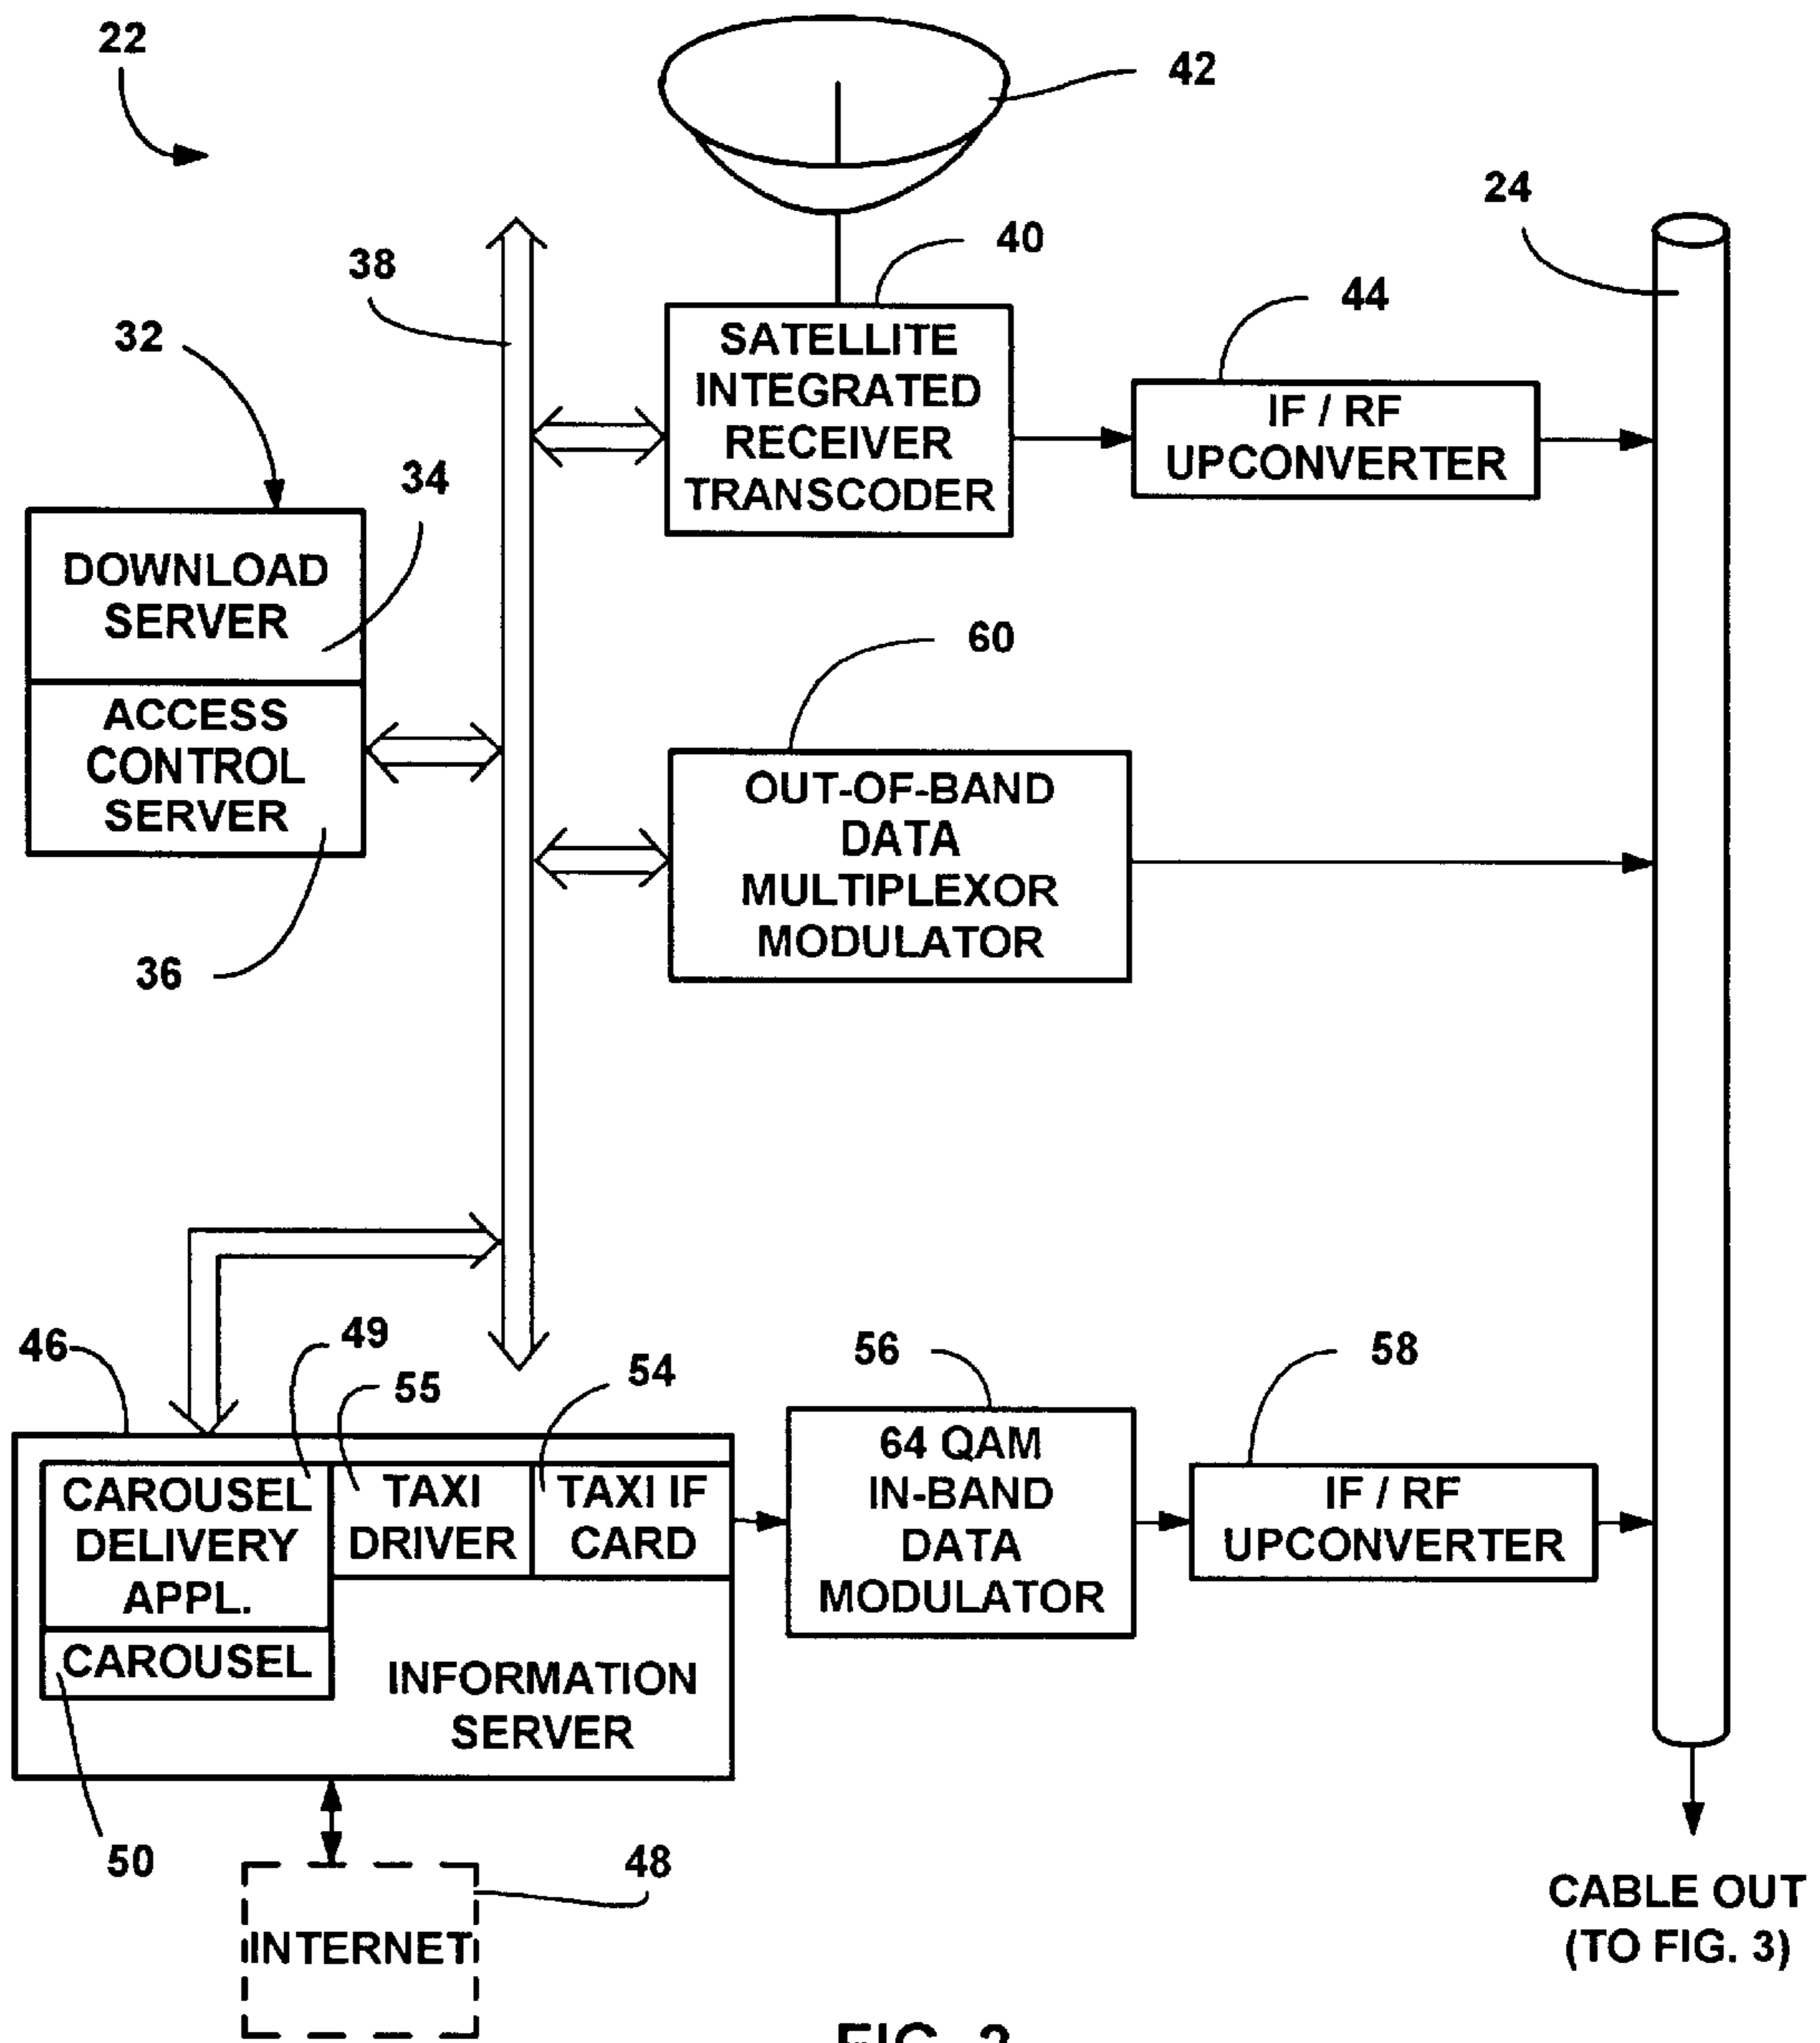 22
42
24
40
38
44
32
SATELLITE
INTEGRATED
RECEIVER
TRANSCODER
IF / RF
UPCONVERTER
34
DOWNLOAD
SERVER
60
ACCESS
CONTROL
SERVER
OUT-OF-BAND
DATA
MULTIPLEXOR
MODULATOR
36
46
49
55
54
56
58
CAROUSEL
DELIVERY
APPL.
TAXI
DRIVER
TAXI IF
CARD
64 QAM
IN-BAND
DATA
MODULATOR
IF / RF
UPCONVERTER
CAROUSEL
INFORMATION
SERVER
50
48
INTERNET
CABLE OUT
(TO FIG. 3)
FIG. 2